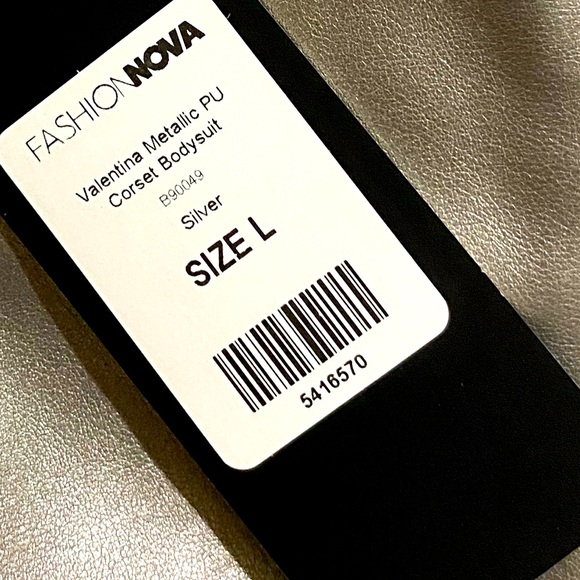 FASHIONNOVA
Valentina Metallic PU
Corset Bodysuit
B90049
Silver
SIZE L
5416570